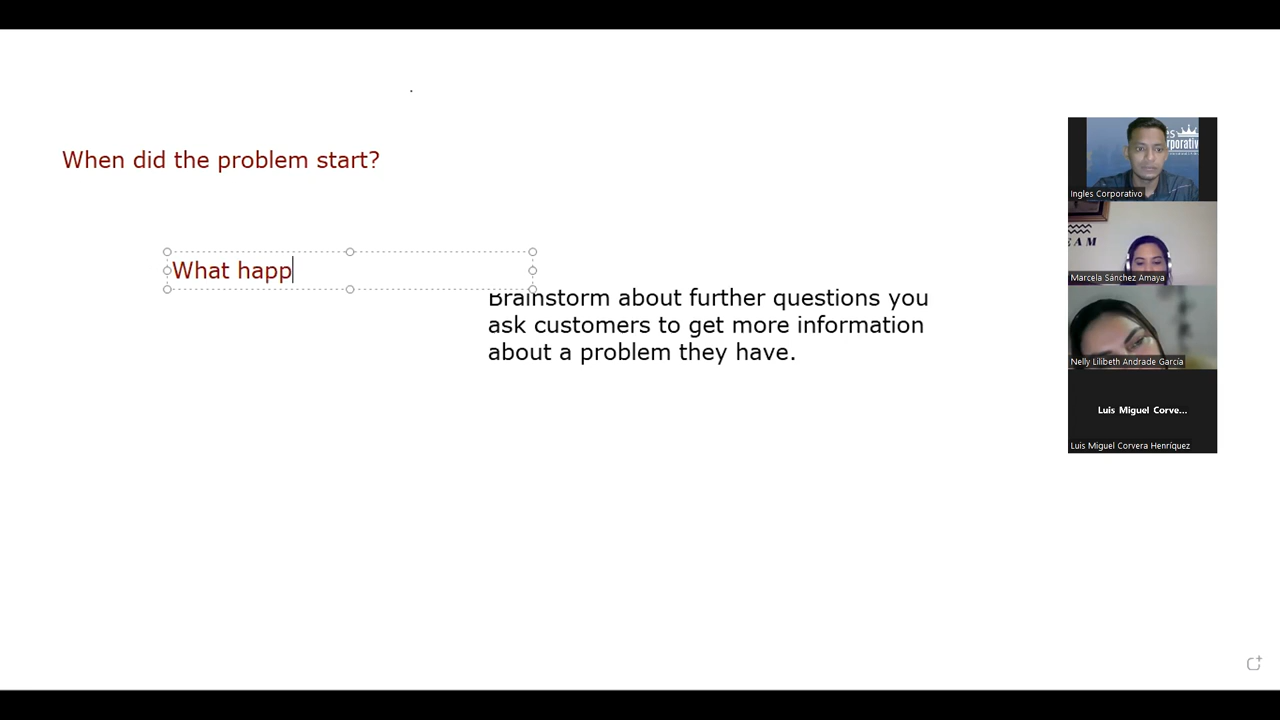 When did the problem start?
What happ
Brainstorm about further questions you
ask customers to get more information
about a problem they have.
Ingles Corporativo
EAM
Marcela Sánchez Amaya
Nelly Lilibeth Andrade García
Luis Miguel Corve...
Luis Miguel Corvera Henríquez